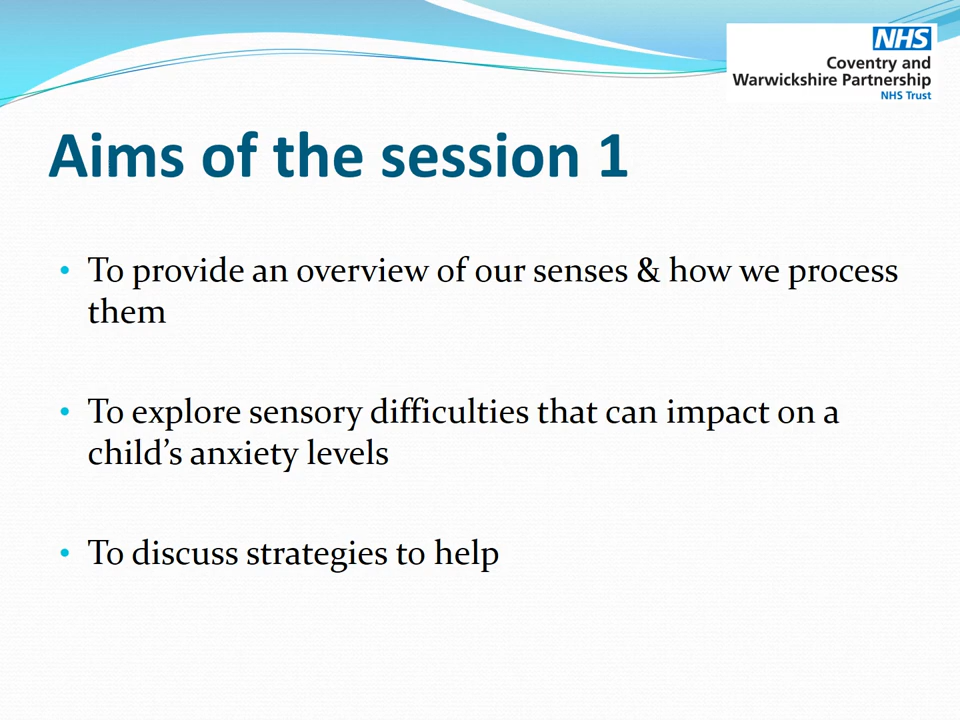 NHS
Coventry and
Warwickshire Partnership
NHS Trust
Aims of the session 1
• To provide an overview of our senses & how we process
them
• To explore sensory difficulties that can impact on a
child’s anxiety levels
• To discuss strategies to help